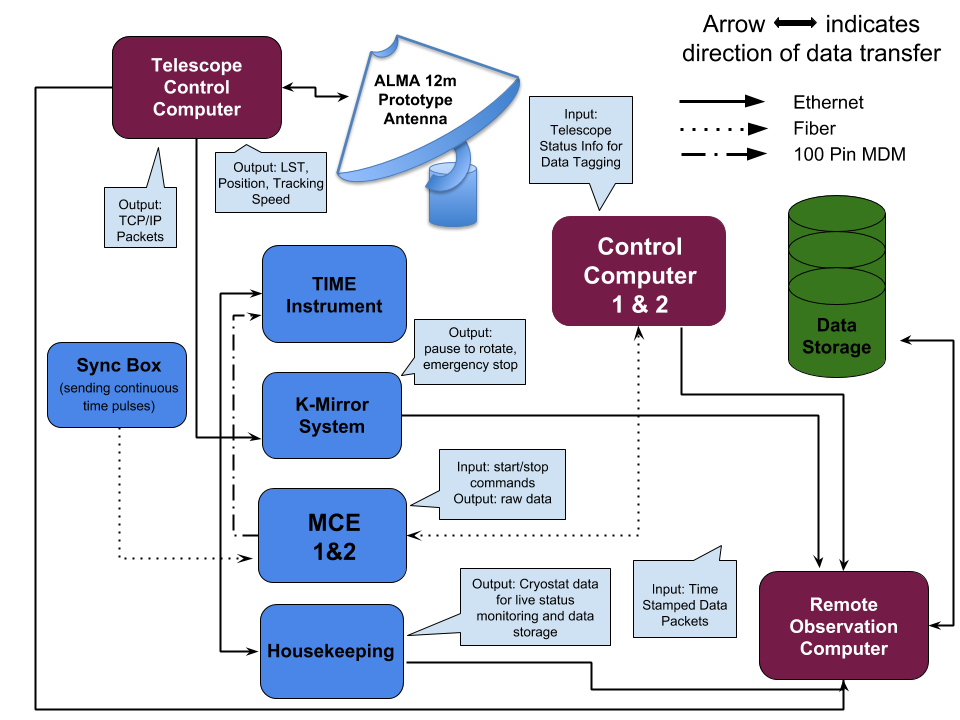 Arrow indicates
direction of data transfer
Ethernet
Fiber
100 Pin MDM
Telescope
Control
Computer
ALMA 12m
Prototype
Antenna
Input:
Telescope
Status Info for
Data Tagging
Output: LST,
Position, Tracking
Speed
Output:
TCP/IP
Packets
Control
Computer
1 & 2
TIME
Instrument
Data
Storage
Output:
pause to rotate,
emergency stop
Sync Box
(sending continuous
time pulses)
K-Mirror
System
Input: start/stop
commands
Output: raw data
MCE
1&2
Output: Cryostat data
for live status
monitoring and data
storage
Input: Time
Stamped Data
Packets
Remote
Observation
Computer
Housekeeping